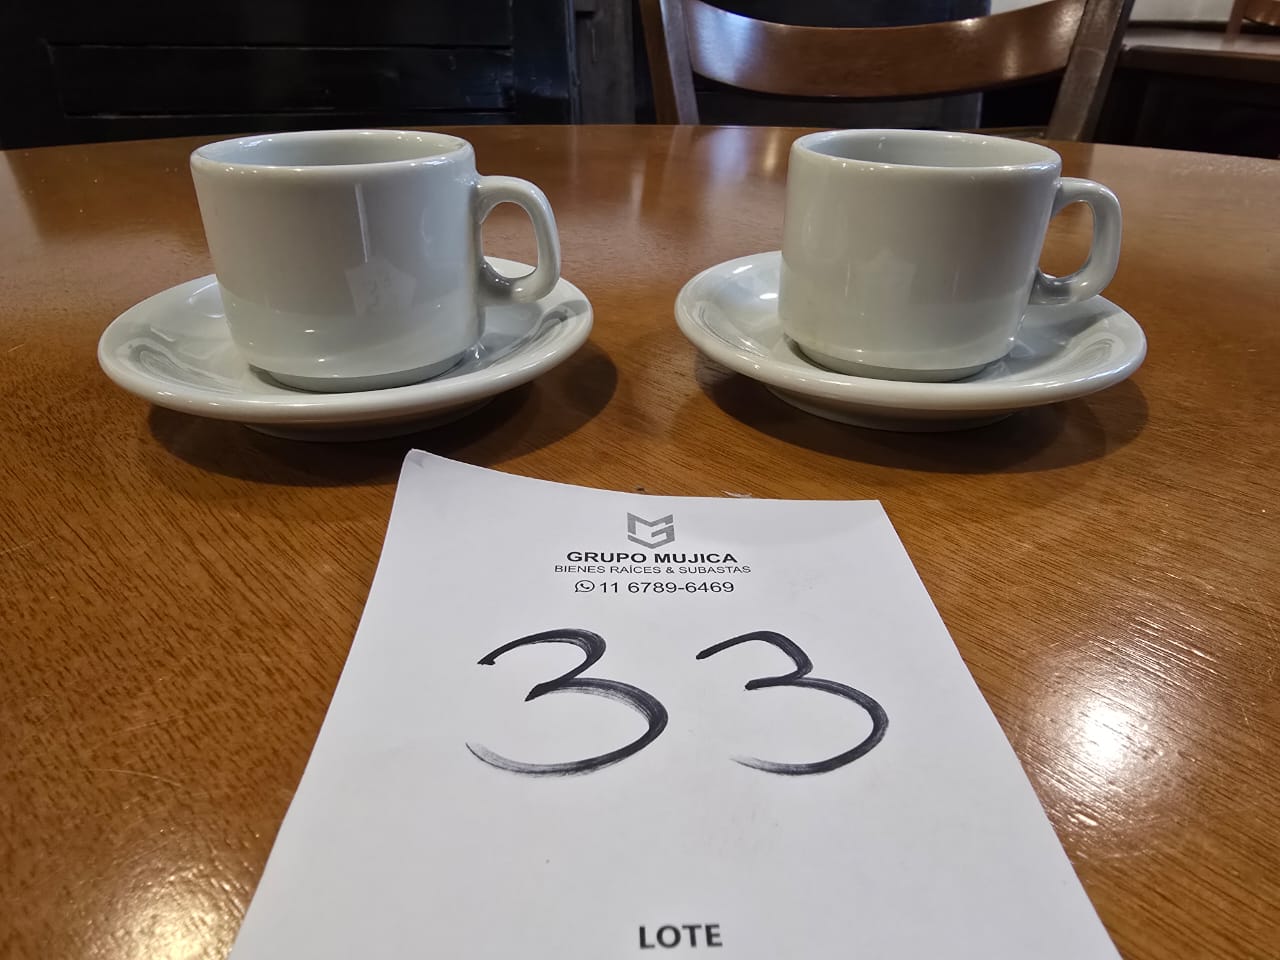 GRUPO MUJICA
BIENES RAÍCES & SUBASTAS
11 6789-6469
33
LOTE